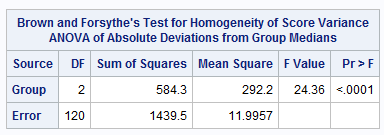 Brown and Forsythe's Test for Homogeneity of Score Variance
ANOVA of Absolute Deviations from Group Medians
Source DF Sum of Squares Mean Square F Value Pr > F
Group 2 584.3 292.2 24.36 <.0001
Error 120 1439.5 11.9957